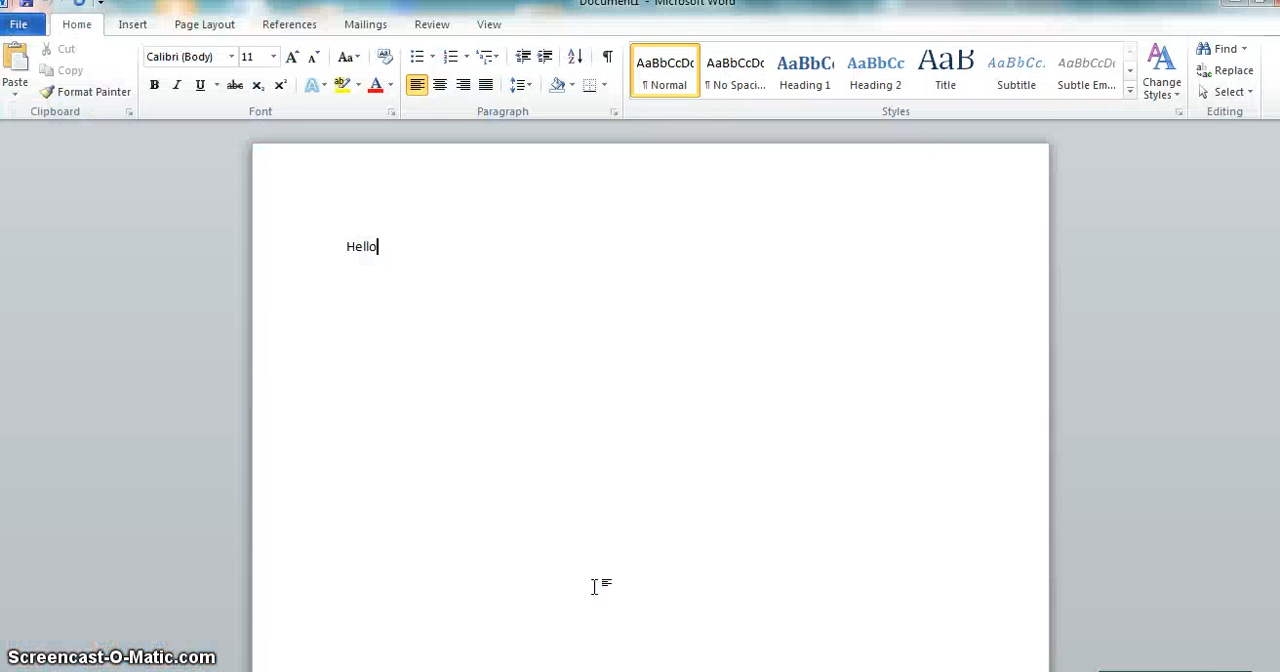 Document1 - Microsoft Word
File Home Insert Page Layout References Mailings Review View
Cut
Copy
Paste
Format Painter
Clipboard
Calibri (Body) 11
Font
Paragraph
AaBbCcDc AaBbCcDc AaBbC AaBbCc AaB AaBbCc. AaBbCcDc
¶ Normal ¶ No Spaci... Heading 1 Heading 2 Title Subtitle Subtle Em...
Change
Styles
Styles
Find
Replace
Select
Editing
Hello
Screencast-O-Matic.com